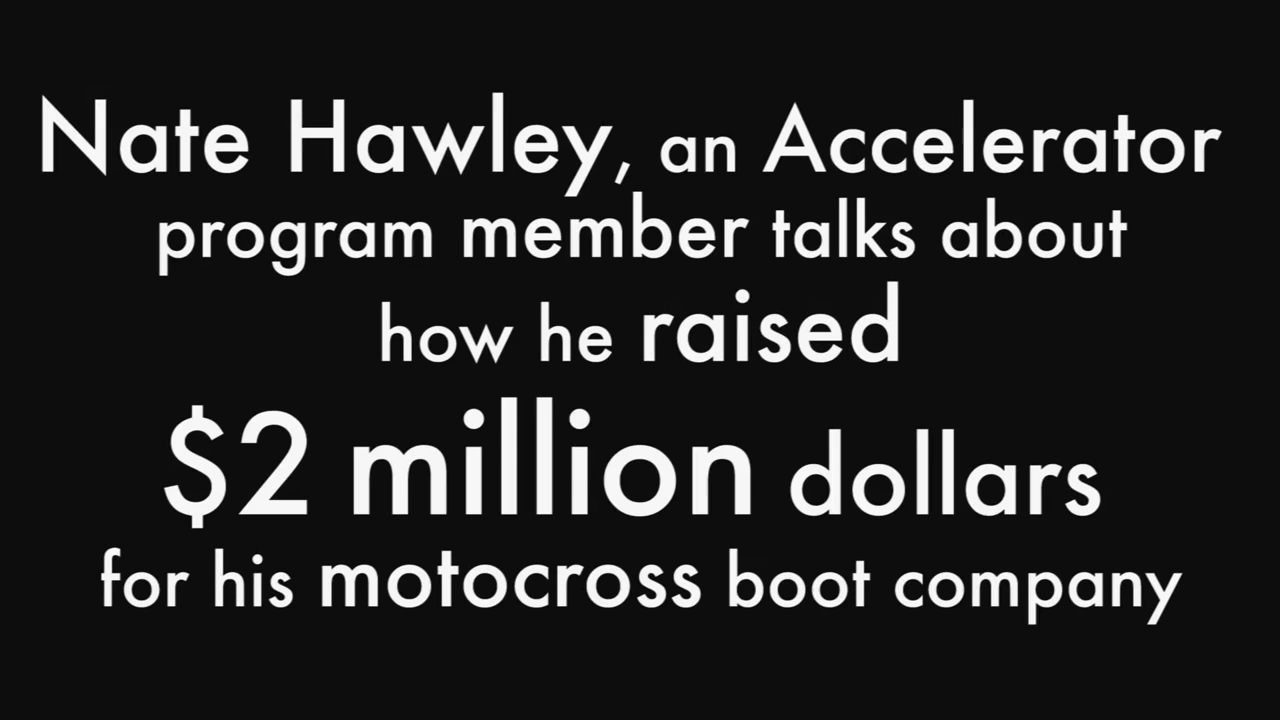 Nate Hawley, an Accelerator
program member talks about
how he raised
$2 million dollars
for his motocross boot company